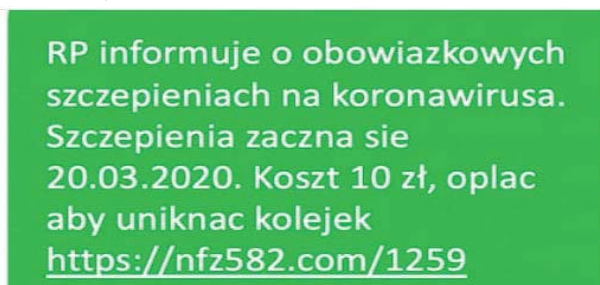 RP informuje o obowiazkowych
szczepieniach na koronawirusa.
Szczepienia zaczna sie
20.03.2020. Koszt 10 zł, oplac
aby uniknac kolejek
https://nfz582.com/1259